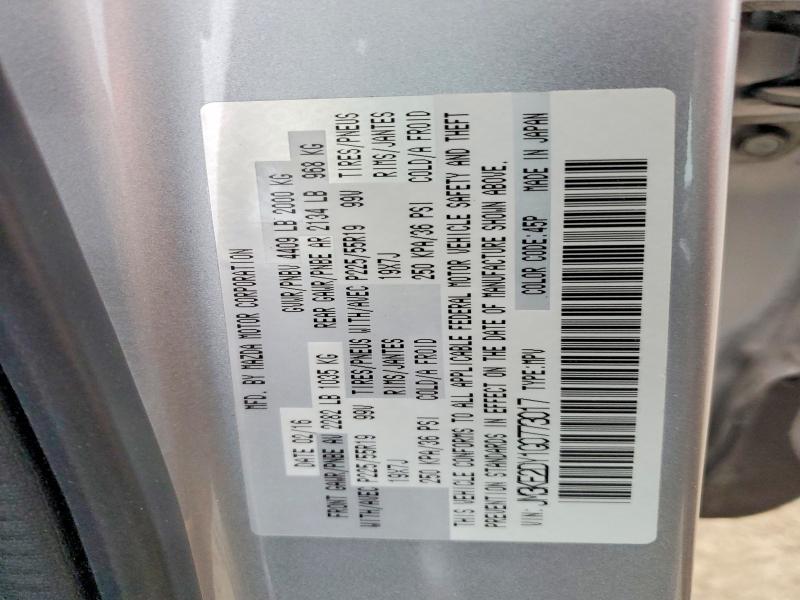 MFD. BY MAZDA MOTOR CORPORATION
DATE 02/16 GVWR/PNBV 4409 LB 2000 KG
FRONT GAWR/PNBE AV 2282 LB 1035 KG REAR GAWR/PNBE AR 2134 LB 968 KG
WITH/AVEC P225/55R19 99V TIRES/PNEUS WITH/AVEC P225/55R19 99V TIRES/PNEUS
19X7J RIMS/JANTES 19X7J RIMS/JANTES
250 KPA/36 PSI COLD/A FROID 250 KPA/36 PSI COLD/A FROID
THIS VEHICLE CONFORMS TO ALL APPLICABLE FEDERAL MOTOR VEHICLE SAFETY AND THEFT
PREVENTION STANDARDS IN EFFECT ON THE DATE OF MANUFACTURE SHOWN ABOVE.
VIN: TYPE:MPV COLOR CODE:45P MADE IN JAPAN